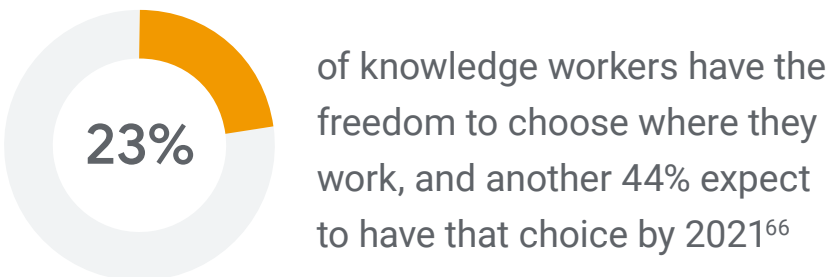 23%
of knowledge workers have the
freedom to choose where they
work, and another 44% expect
to have that choice by 2021⁶⁶